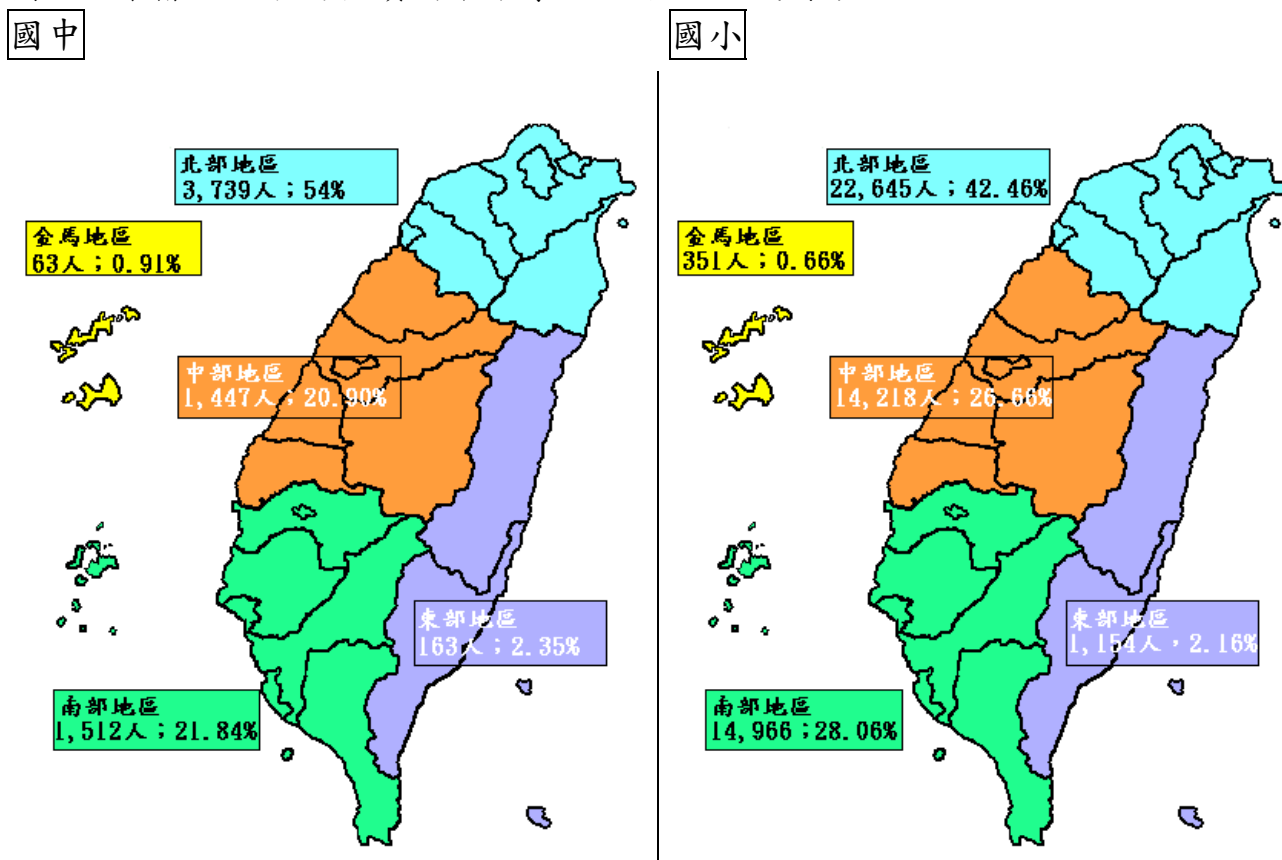 國中
北部地區
3,739人；54%
金馬地區
63人；0.91%
中部地區
1,447人；20.90%
東部地區
163人；2.35%
南部地區
1,512人；21.84%
國小
北部地區
22,645人；42.46%
金馬地區
351人；0.66%
中部地區
14,218人；26.66%
東部地區
1,154人，2.16%
南部地區
14,966；28.06%